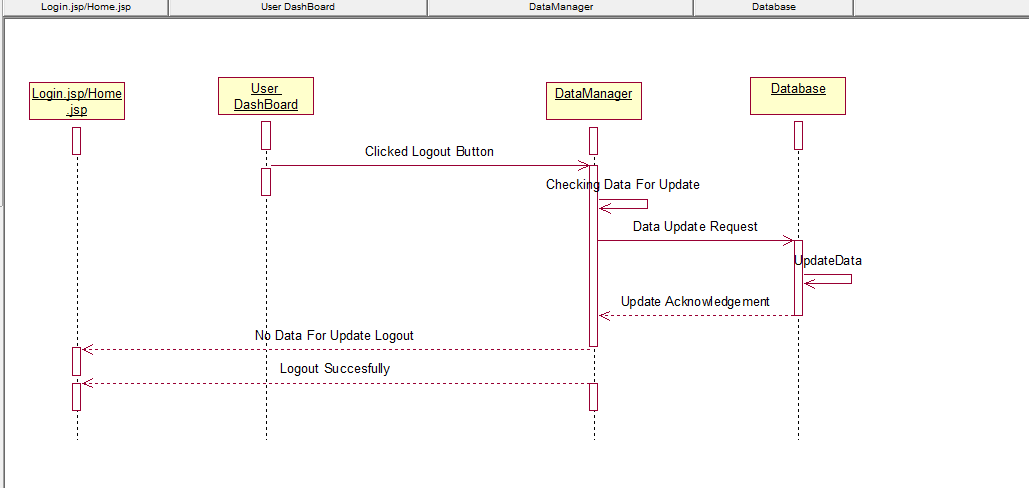 Login.jsp/Home.jsp
User DashBoard
DataManager
Database
Login.jsp/Home
.jsp
User
DashBoard
DataManager
Database
Clicked Logout Button
Checking Data For Update
Data Update Request
UpdateData
Update Acknowledgement
No Data For Update Logout
Logout Succesfully